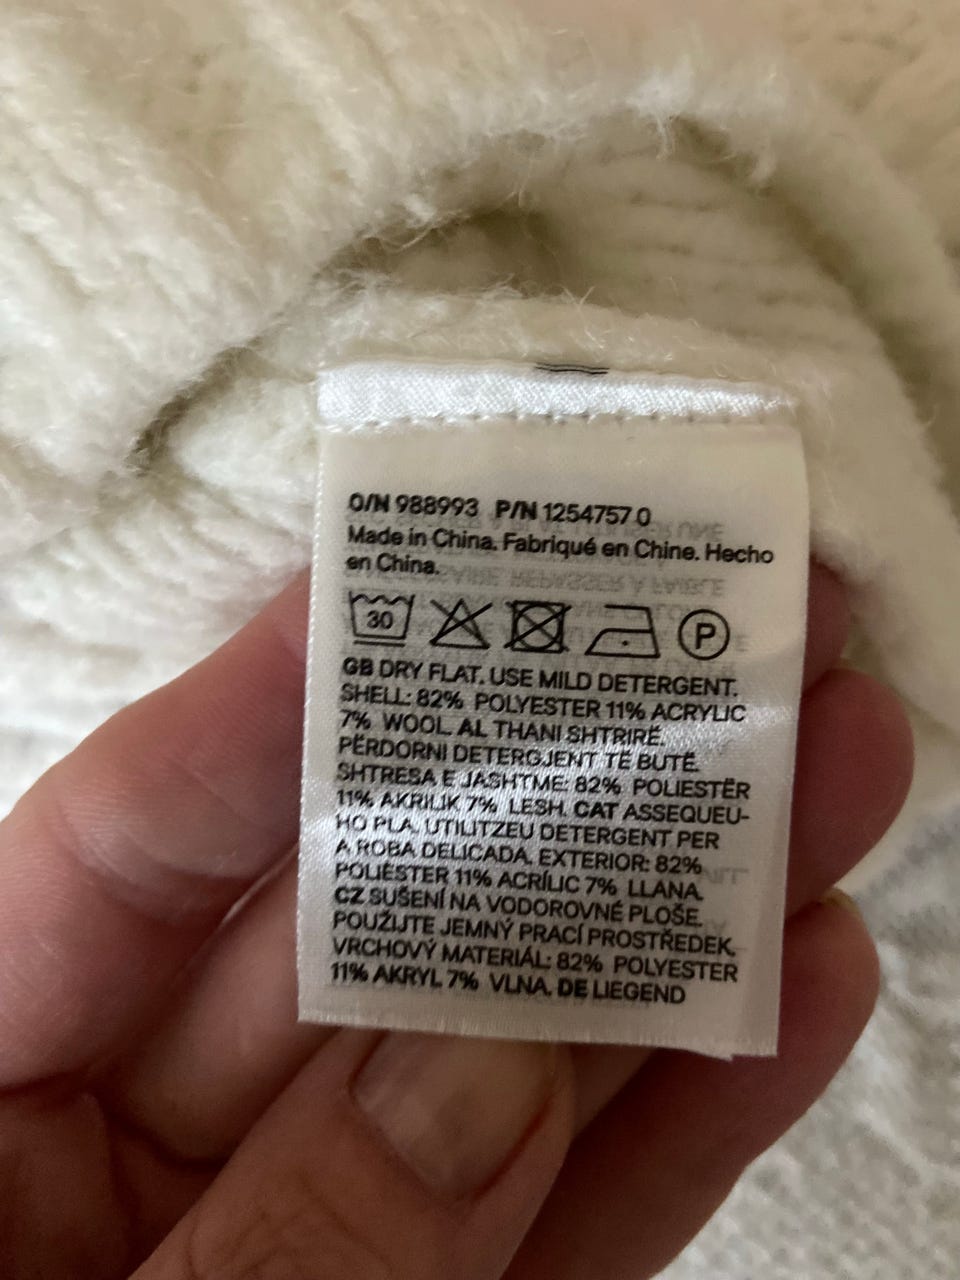 O/N 988993 P/N 1254757 0
Made in China. Fabriqué en Chine. Hecho
en China.
30
P
GB DRY FLAT. USE MILD DETERGENT.
SHELL: 82% POLYESTER 11% ACRYLIC
7% WOOL. AL THANI SHTRIRË.
PËRDORNI DETERGJENT TË BUTË.
SHTRESA E JASHTME: 82% POLIESTËR
11% AKRILIK 7% LESH. CAT ASSEQUEU-
HO PLA. UTILITZEU DETERGENT PER
A ROBA DELICADA. EXTERIOR: 82%
POLIÈSTER 11% ACRÍLIC 7% LLANA.
CZ SUŠENÍ NA VODOROVNÉ PLOŠE.
POUŽIJTE JEMNÝ PRACÍ PROSTŘEDEK.
VRCHOVÝ MATERIÁL: 82% POLYESTER
11% AKRYL 7% VLNA. DE LIEGEND